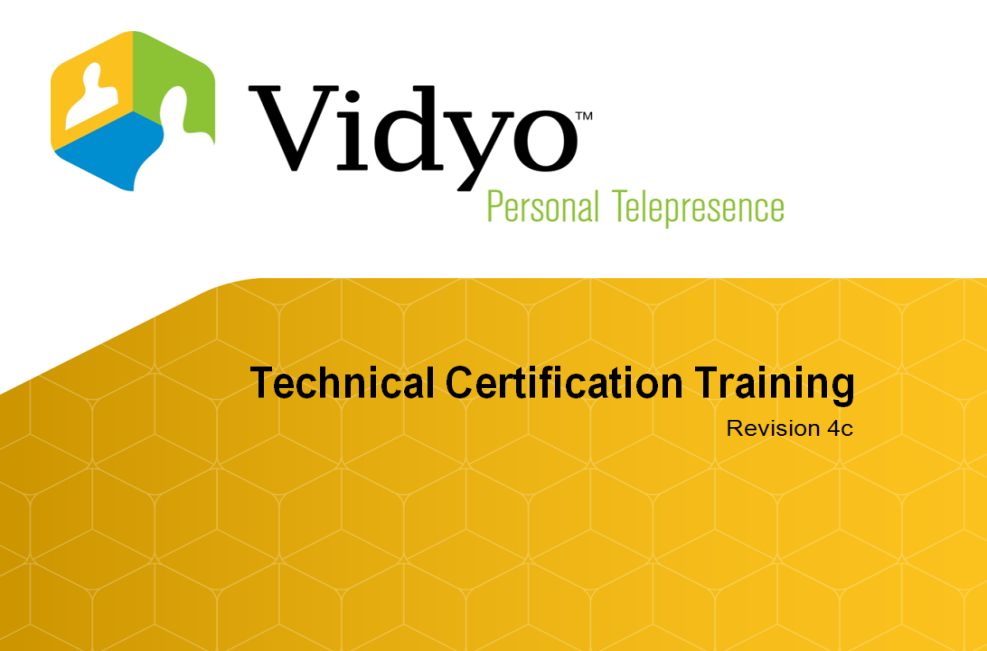 Vidyo™
Personal Telepresence
Technical Certification Training
Revision 4c